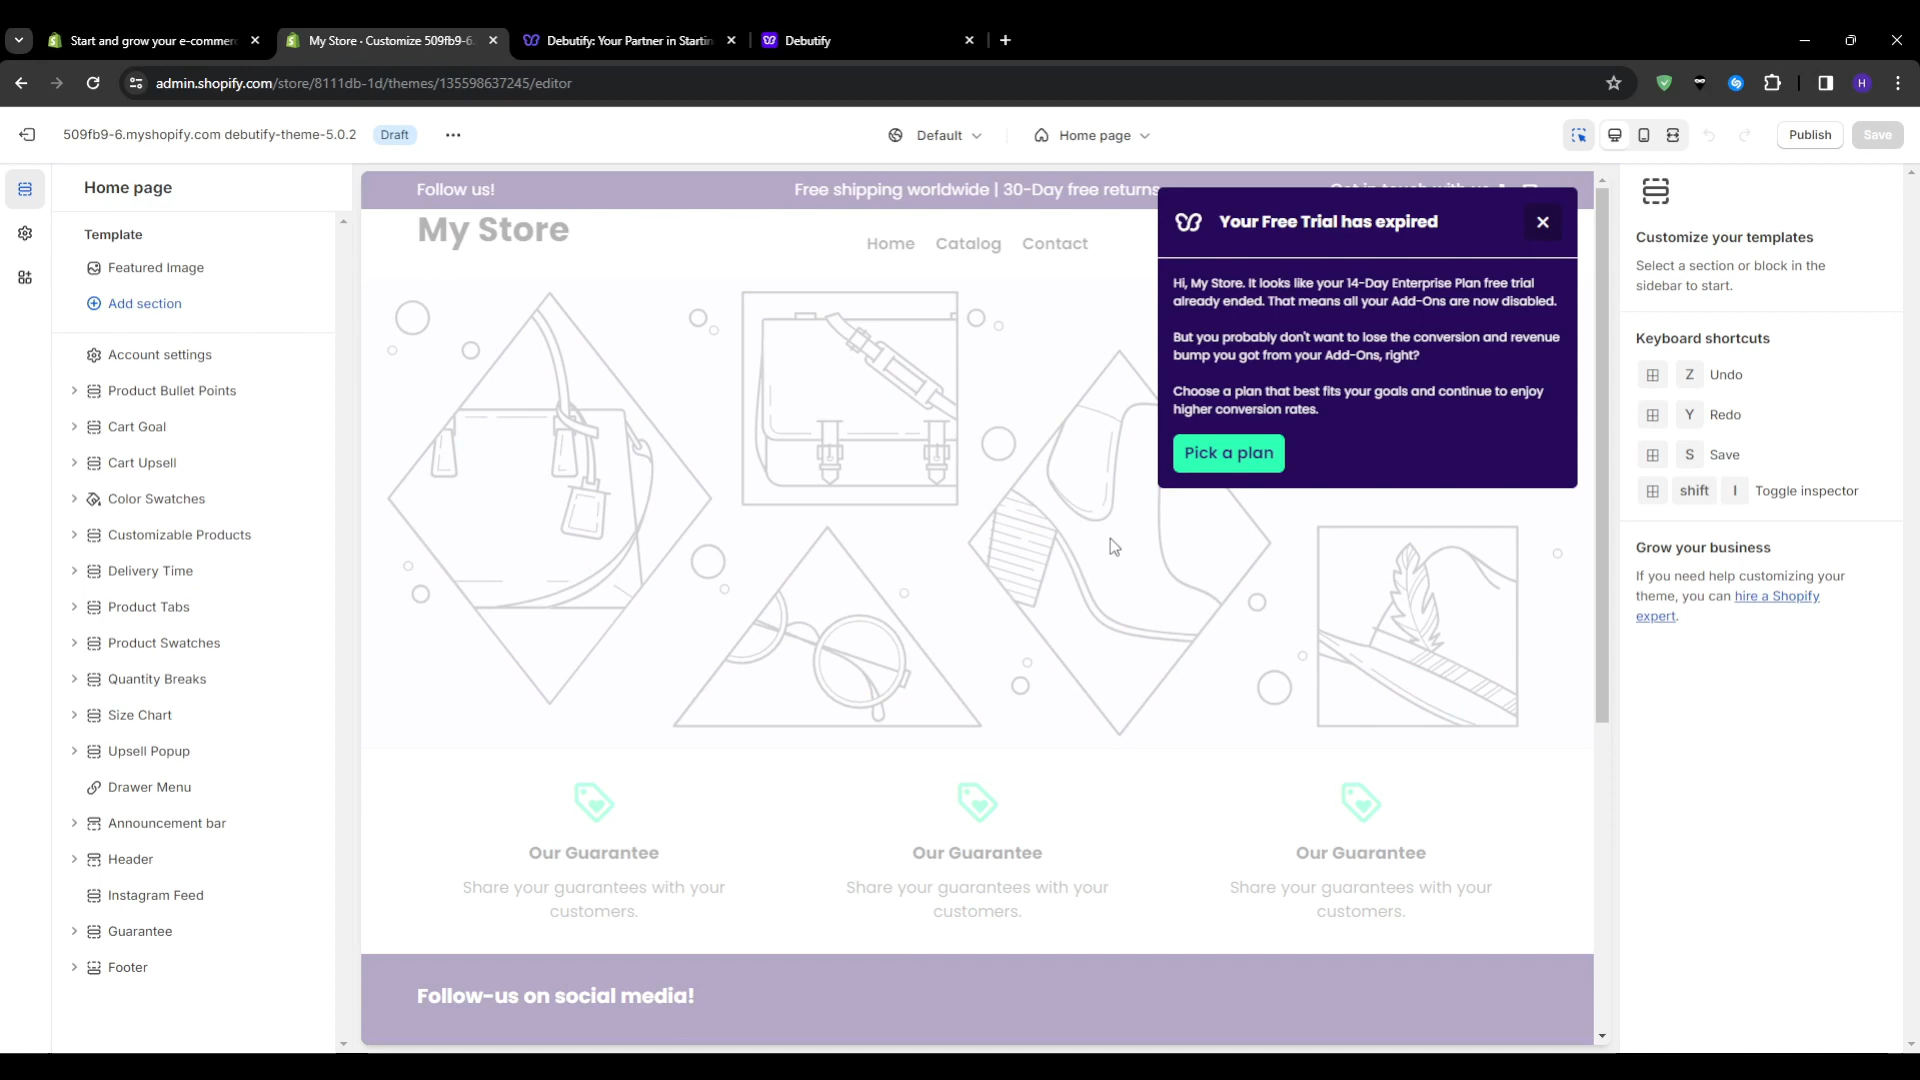 Start and grow your e-commerc
My Store · Customize 509fb9-6.
Debutify: Your Partner in Startin
Debutify
admin.shopify.com/store/8111db-1d/themes/135598637245/editor
H
509fb9-6.myshopify.com debutify-theme-5.0.2
Draft
Default
Home page
Publish
Save
Home page
Template
Featured Image
Add section
Account settings
Product Bullet Points
Cart Goal
Cart Upsell
Color Swatches
Customizable Products
Delivery Time
Product Tabs
Product Swatches
Quantity Breaks
Size Chart
Upsell Popup
Drawer Menu
Announcement bar
Header
Instagram Feed
Guarantee
Footer
Follow us!
Free shipping worldwide | 30-Day free returns
My Store
Home
Catalog
Contact
Your Free Trial has expired
Hi, My Store. It looks like your 14-Day Enterprise Plan free trial
already ended. That means all your Add-Ons are now disabled.
But you probably don't want to lose the conversion and revenue
bump you got from your Add-Ons, right?
Choose a plan that best fits your goals and continue to enjoy
higher conversion rates.
Pick a plan
Our Guarantee
Share your guarantees with your
customers.
Our Guarantee
Share your guarantees with your
customers.
Our Guarantee
Share your guarantees with your
customers.
Follow-us on social media!
Customize your templates
Select a section or block in the
sidebar to start.
Keyboard shortcuts
Z Undo
Y Redo
S Save
shift I Toggle inspector
Grow your business
If you need help customizing your
theme, you can hire a Shopify
expert.